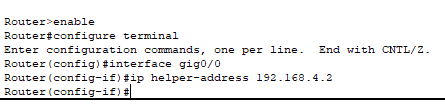 Router>enable
Router#configure terminal
Enter configuration commands, one per line.  End with CNTL/Z.
Router(config)#interface gig0/0
Router(config-if)#ip helper-address 192.168.4.2
Router(config-if)#